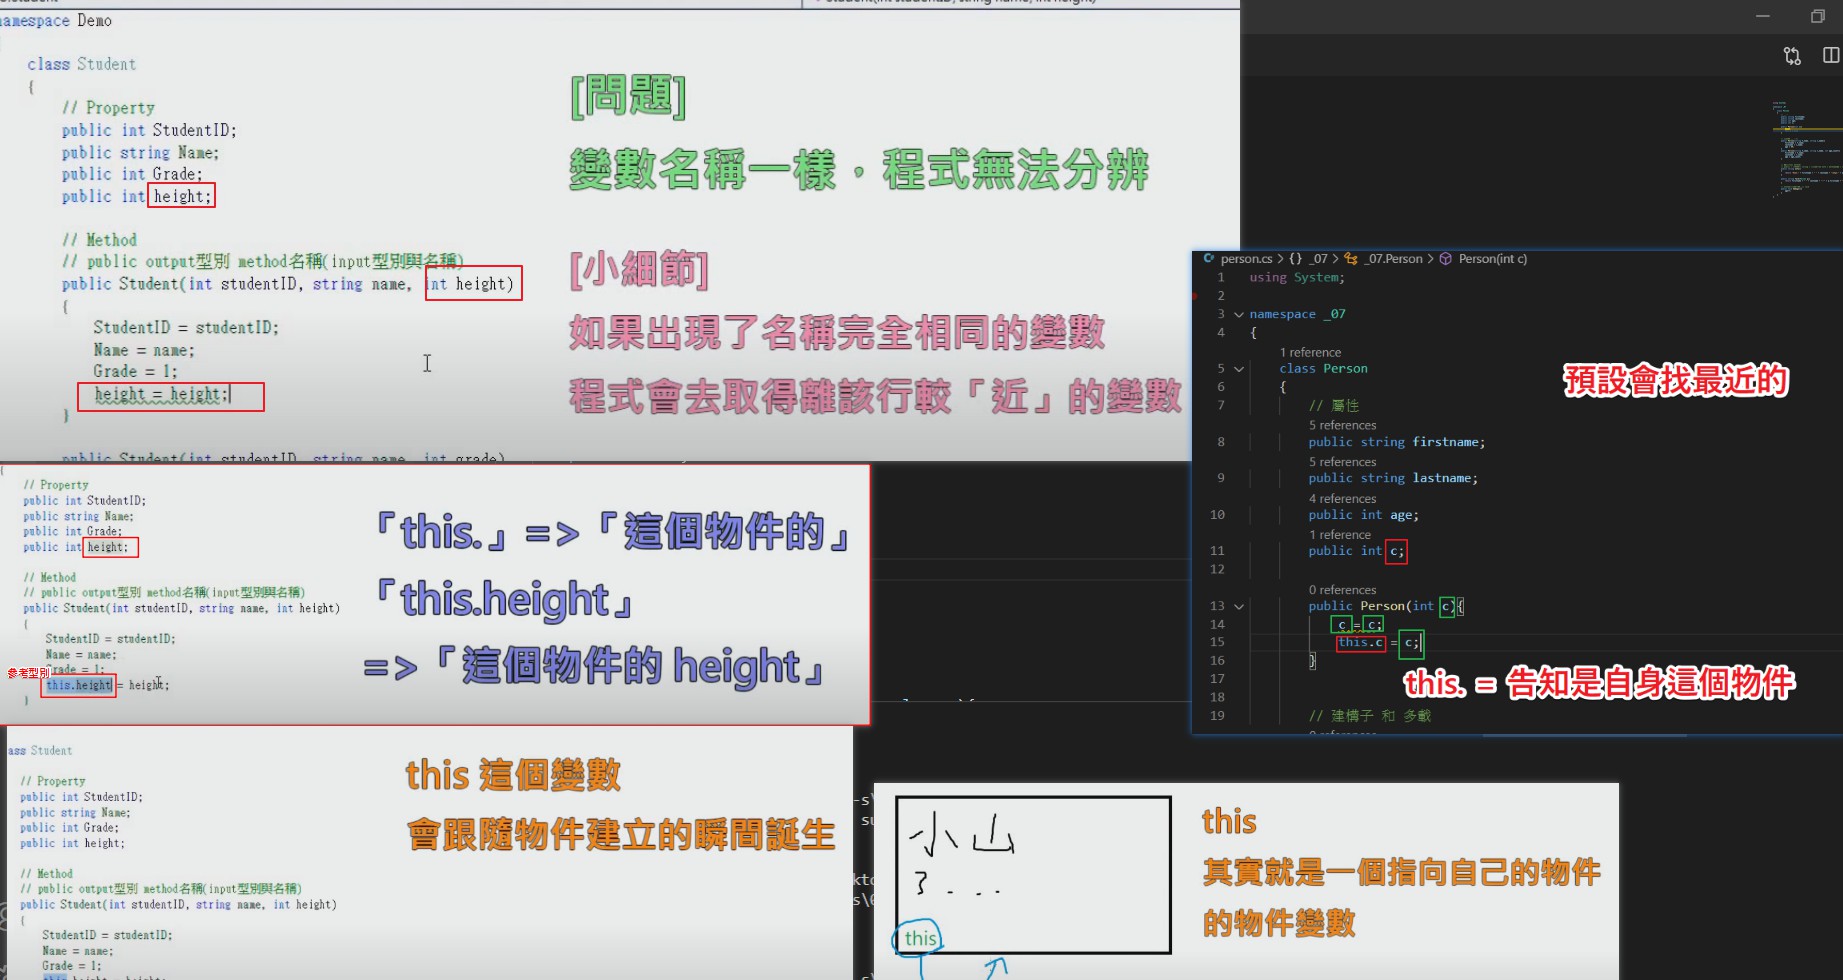 namespace Demo
class Student
{
// Property
public int StudentID;
public string Name;
public int Grade;
public int height;
// Method
// public output型別 method名稱(input型別與名稱)
public Student(int studentID, string name, int height)
{
StudentID = studentID;
Name = name;
Grade = 1;
height = height;
}
public Student(int studentID, string name, int grade)
[問題]
變數名稱一樣，程式無法分辨
[小細節]
如果出現了名稱完全相同的變數
程式會去取得離該行較「近」的變數
{
// Property
public int StudentID;
public string Name;
public int Grade;
public int height;
// Method
// public output型別 method名稱(input型別與名稱)
public Student(int studentID, string name, int height)
{
StudentID = studentID;
Name = name;
Grade = 1;
參考型別
this.height = height;
}
「this.」=>「這個物件的」
「this.height」
=>「這個物件的 height」
ass Student
// Property
public int StudentID;
public string Name;
public int Grade;
public int height;
// Method
// public output型別 method名稱(input型別與名稱)
public Student(int studentID, string name, int height)
{
StudentID = studentID;
Name = name;
Grade = 1;
this 這個變數
會跟隨物件建立的瞬間誕生
person.cs > {} _07 > _07.Person > Person(int c)
1 using System;
2
3 namespace _07
4 {
1 reference
5 class Person
6 {
7 // 屬性
5 references
8 public string firstname;
5 references
9 public string lastname;
4 references
10 public int age;
1 reference
11 public int c;
12
0 references
13 public Person(int c){
14 c = c;
15 this.c = c;
16 }
17
18
19 // 建構子 和 多載
預設會找最近的
this. = 告知是自身這個物件
小山
3 . . .
this
this
其實就是一個指向自己的物件
的物件變數